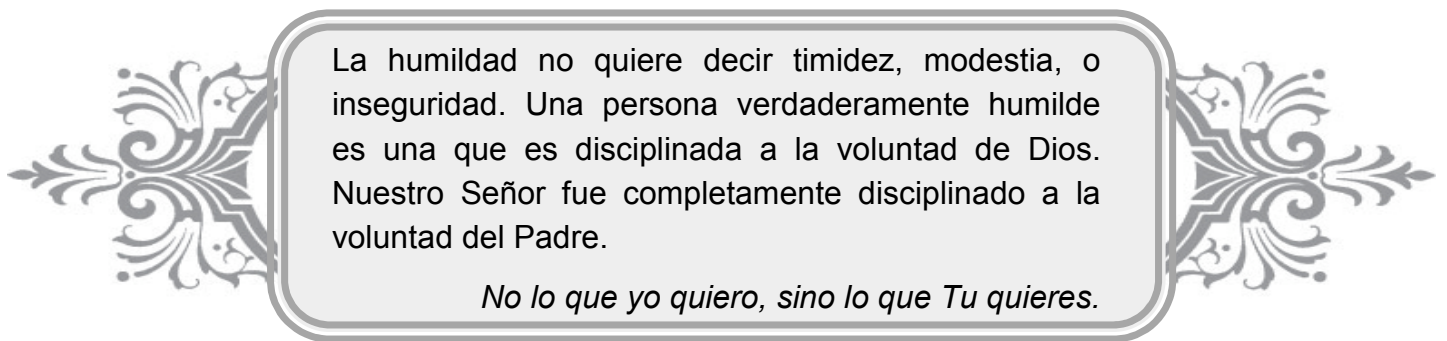 La humildad no quiere decir timidez, modestia, o
inseguridad. Una persona verdaderamente humilde
es una que es disciplinada a la voluntad de Dios.
Nuestro Señor fue completamente disciplinado a la
voluntad del Padre.
No lo que yo quiero, sino lo que Tu quieres.